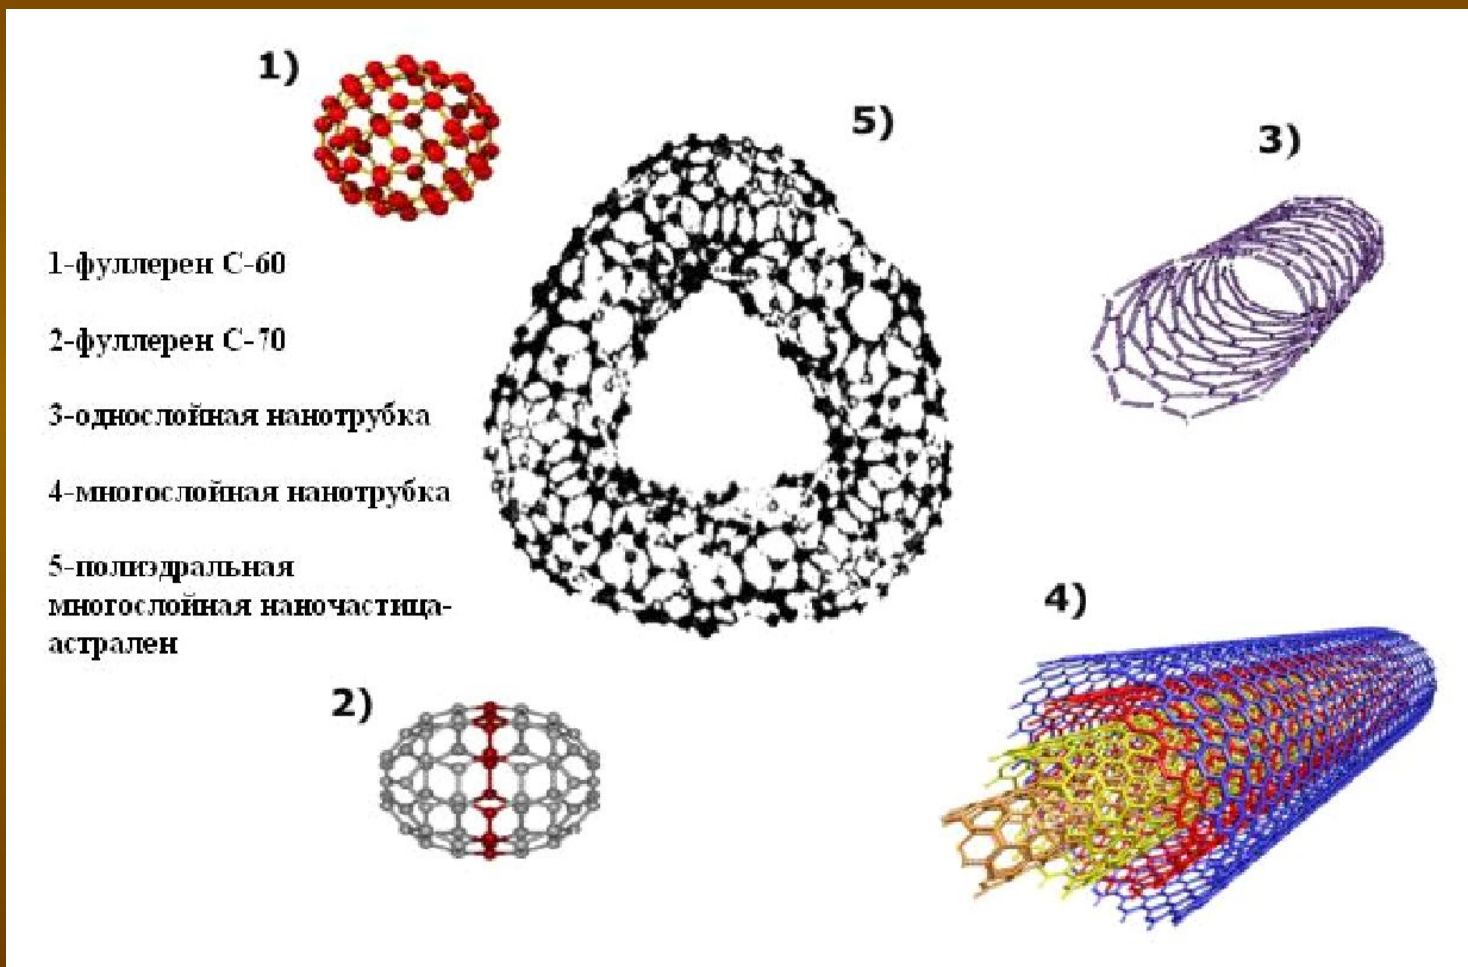 1)
5)
3)
1-фуллерен С-60
2-фуллерен С-70
3-однослойная нанотрубка
4-многослойная нанотрубка
5-полиэдральная
многослойная наночастица-
астрален
4)
2)